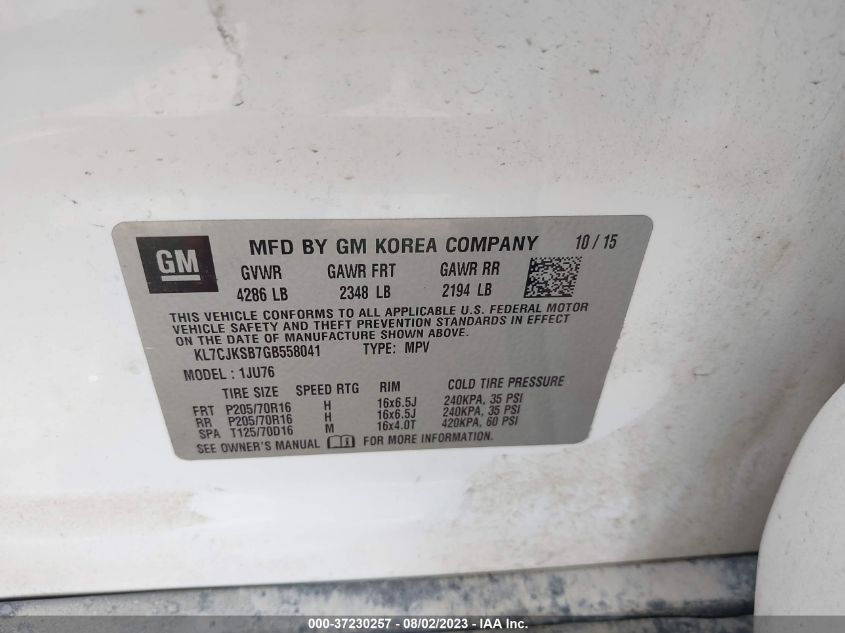 GM MFD BY GM KOREA COMPANY 10 / 15
GVWR GAWR FRT GAWR RR
4286 LB 2348 LB 2194 LB
THIS VEHICLE CONFORMS TO ALL APPLICABLE U.S. FEDERAL MOTOR
VEHICLE SAFETY AND THEFT PREVENTION STANDARDS IN EFFECT
ON THE DATE OF MANUFACTURE SHOWN ABOVE.
KL7CJKSB7GB558041 TYPE: MPV
MODEL : 1JU76
TIRE SIZE SPEED RTG RIM COLD TIRE PRESSURE
FRT P205/70R16 H 16x6.5J 240KPA, 35 PSI
RR P205/70R16 H 16x6.5J 240KPA, 35 PSI
SPA T125/70D16 M 16x4.0T 420KPA, 60 PSI
SEE OWNER'S MANUAL FOR MORE INFORMATION.
000-37230257 - 08/02/2023 - IAA Inc.